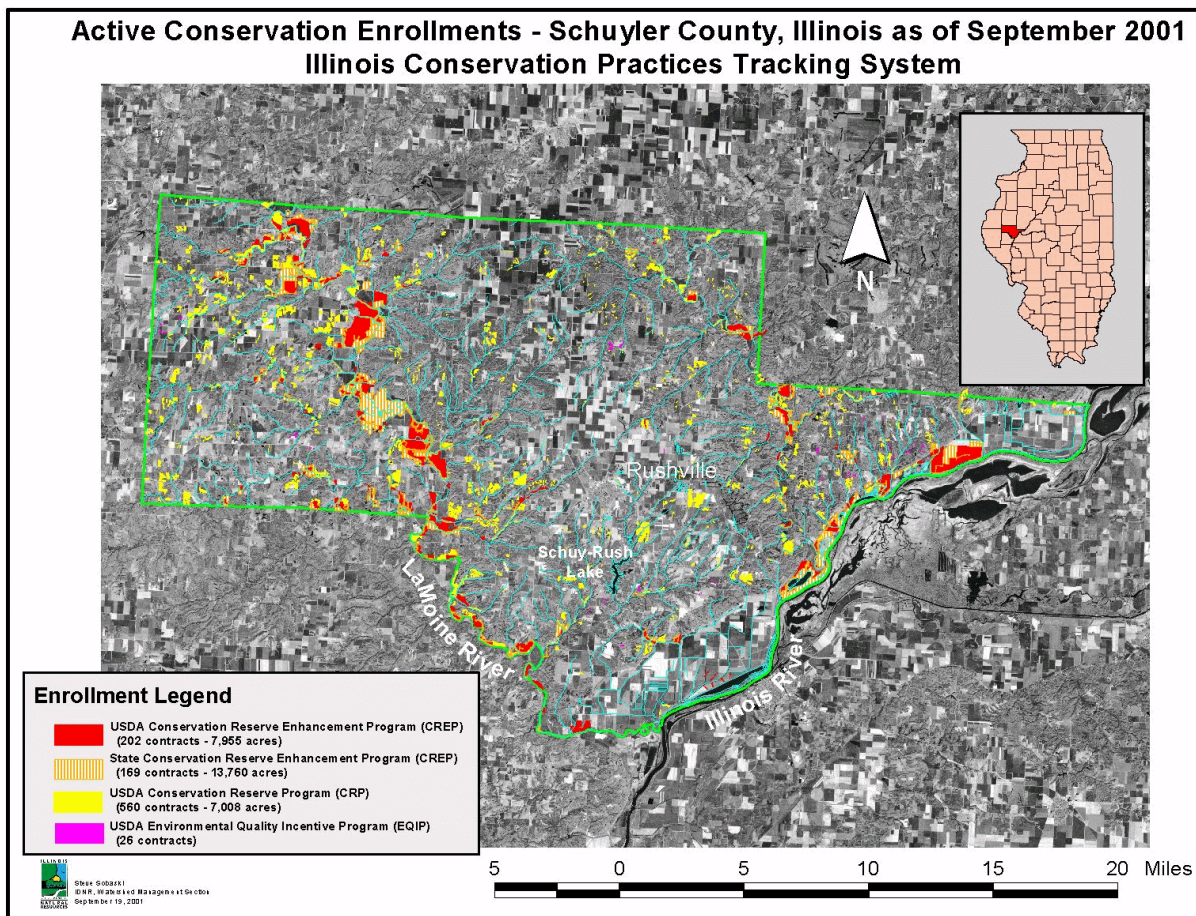 Active Conservation Enrollments - Schuyler County, Illinois as of September 2001
Illinois Conservation Practices Tracking System
N
Rushville
Schuy-Rush
Lake
LaMoine River
Illinois River
Enrollment Legend
USDA Conservation Reserve Enhancement Program (CREP)
(202 contracts - 7,955 acres)
State Conservation Reserve Enhancement Program (CREP)
(169 contracts - 13,760 acres)
USDA Conservation Reserve Program (CRP)
(560 contracts - 7,008 acres)
USDA Environmental Quality Incentive Program (EQIP)
(26 contracts)
5 0 5 10 15 20 Miles
ILLINOIS
NATURAL
RESOURCES
Steve Sobaski
IDNR, Watershed Management Section
September 19, 2001